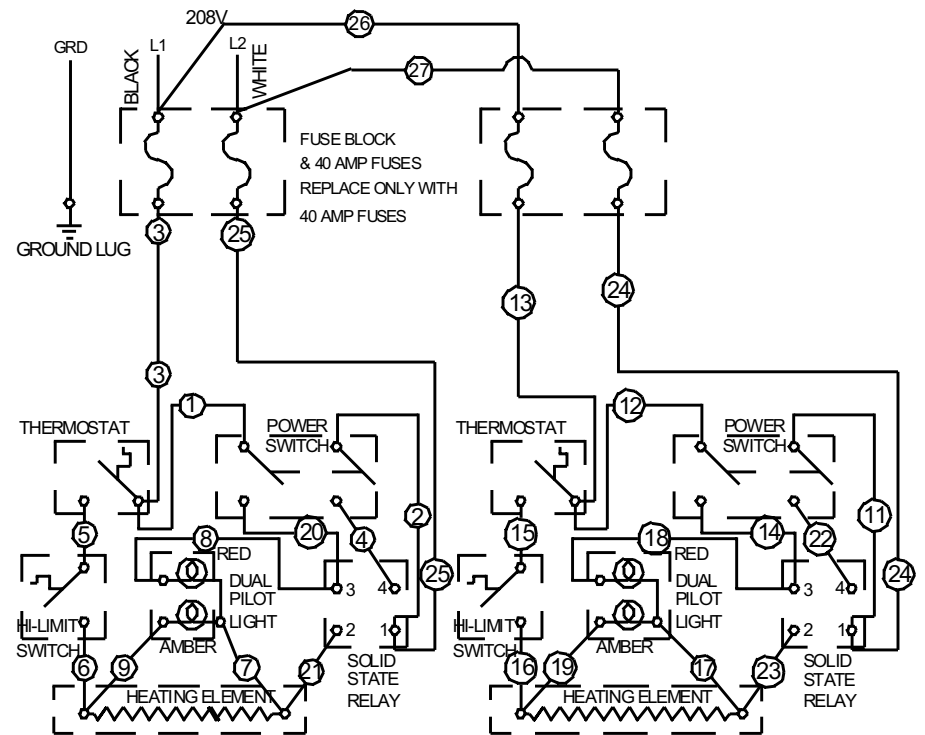 208V
26
GRD
L1
L2
BLACK
WHITE
27
FUSE BLOCK
& 40 AMP FUSES
REPLACE ONLY WITH
40 AMP FUSES
GROUND LUG
3
25
13
24
3
1
12
THERMOSTAT
POWER
SWITCH
THERMOSTAT
POWER
SWITCH
5
8
20
4
2
15
18
14
22
11
RED
RED
25
24
DUAL
PILOT
LIGHT
3
4
DUAL
PILOT
LIGHT
3
4
HI-LIMIT
SWITCH
AMBER
2
1
HI-LIMIT
SWITCH
AMBER
2
1
6
9
7
21
SOLID
STATE
RELAY
16
19
17
23
SOLID
STATE
RELAY
HEATING ELEMENT
HEATING ELEMENT